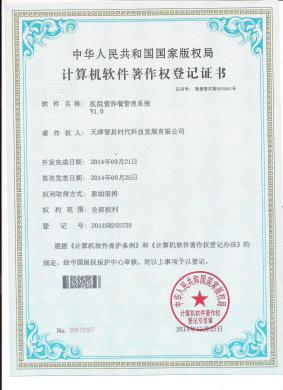 中华人民共和国国家版权局
计算机软件著作权登记证书
软件名称： 医院营养餐管理系统
V1.0
著作权人： 天津智易时代科技发展有限公司
开发完成日期： 2014年09月21日
首次发表日期： 2014年09月25日
权利取得方式： 原始取得
权利范围： 全部权利
登记号： 2014SR205729
根据《计算机软件保护条例》和《计算机软件著作权登记办法》的
规定，经中国版权保护中心审核，对以上事项予以登记。
中华人民共和国国家版权局
计算机软件著作权
登记专用章
No. 00610207